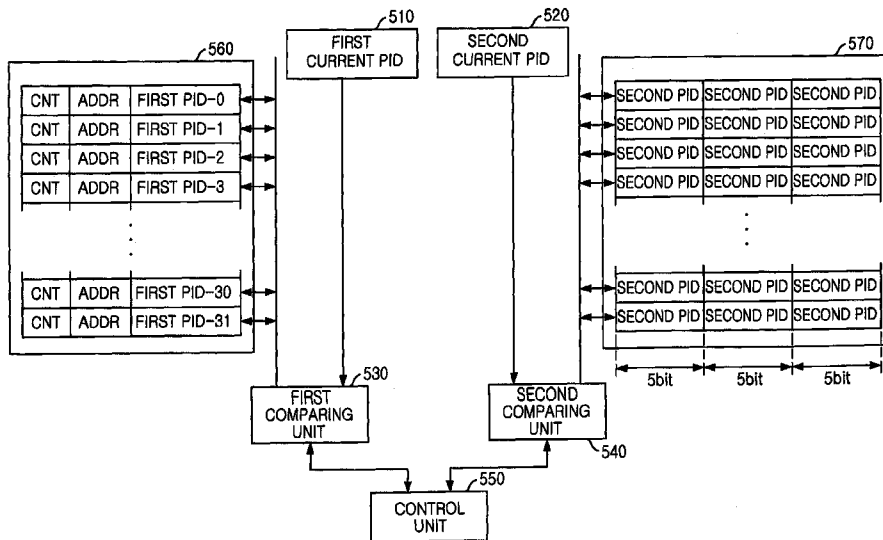 510
FIRST
CURRENT PID
520
SECOND
CURRENT PID
560
CNT ADDR FIRST PID-0
CNT ADDR FIRST PID-1
CNT ADDR FIRST PID-2
CNT ADDR FIRST PID-3
CNT ADDR FIRST PID-30
CNT ADDR FIRST PID-31
570
SECOND PID SECOND PID SECOND PID
SECOND PID SECOND PID SECOND PID
SECOND PID SECOND PID SECOND PID
SECOND PID SECOND PID SECOND PID
SECOND PID SECOND PID SECOND PID
SECOND PID SECOND PID SECOND PID
5bit 5bit 5bit
530
FIRST
COMPARING
UNIT
SECOND
COMPARING
UNIT
540
550
CONTROL
UNIT